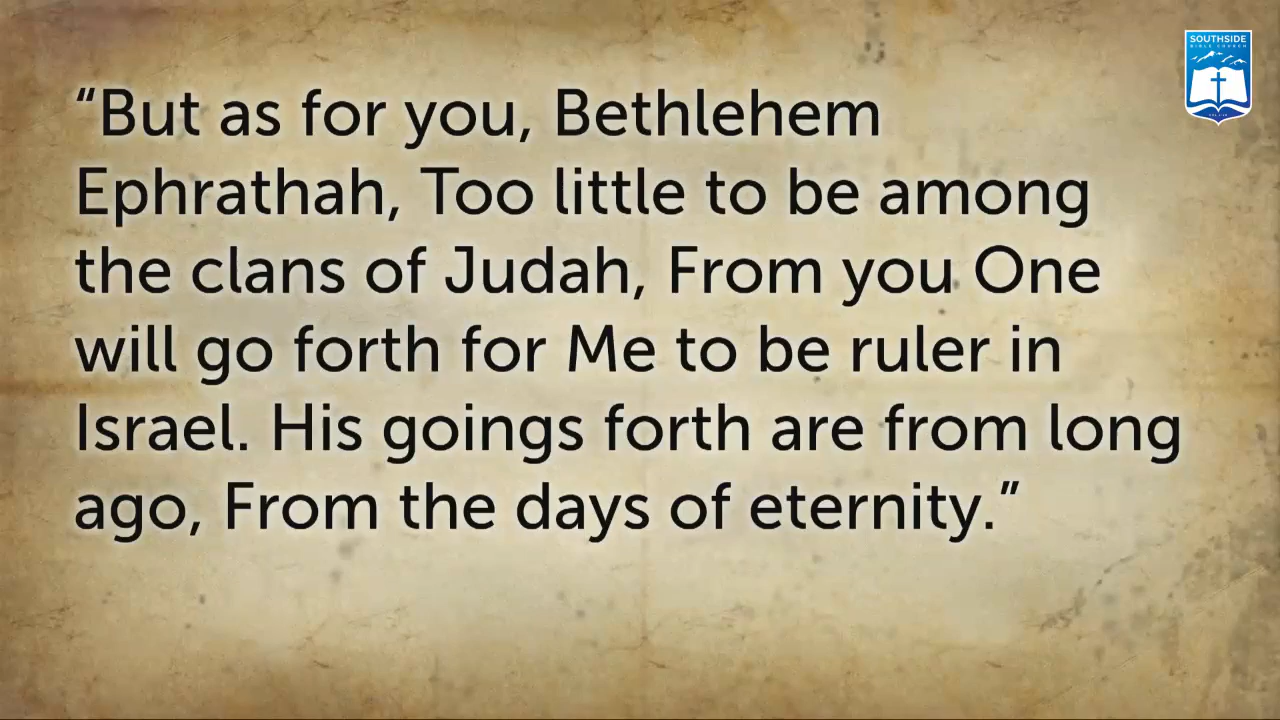 “But as for you, Bethlehem
Ephrathah, Too little to be among
the clans of Judah, From you One
will go forth for Me to be ruler in
Israel. His goings forth are from long
ago, From the days of eternity.”
SOUTHSIDE
BIBLE CHURCH